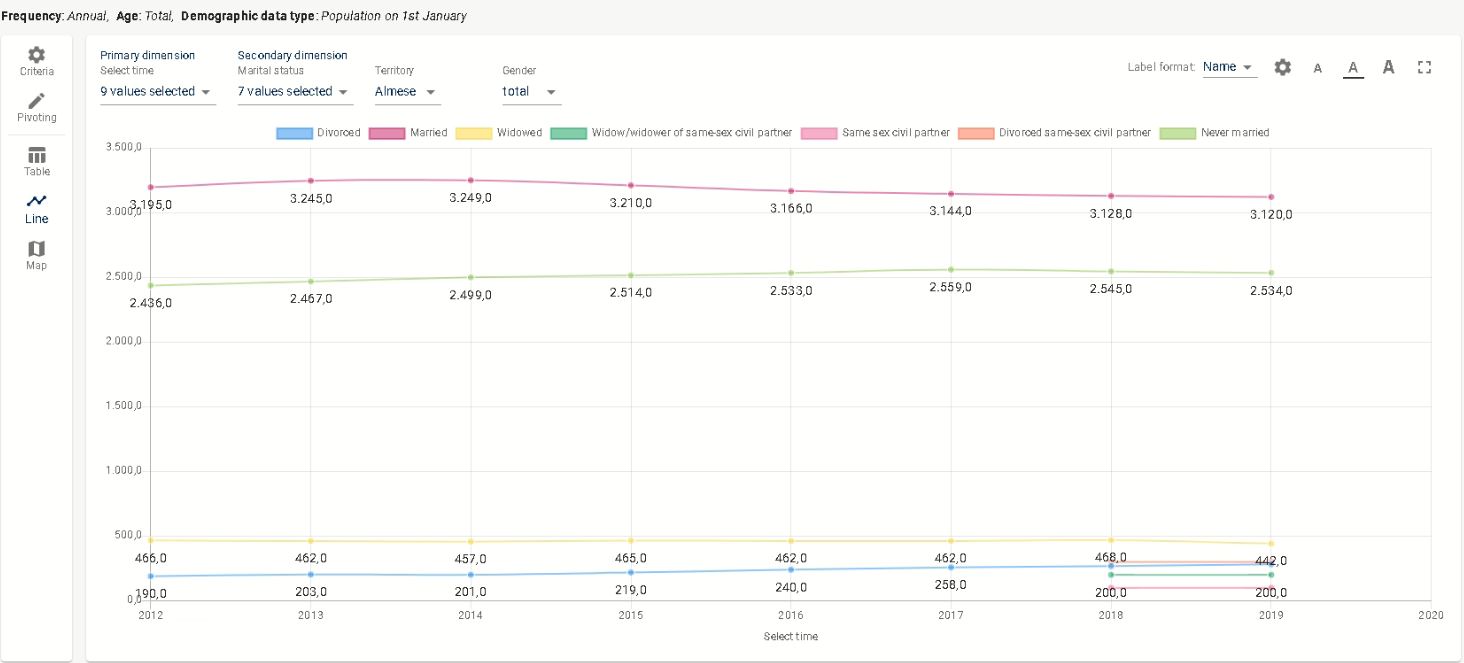 Frequency: Annual, Age: Total, Demographic data type: Population on 1st January
Criteria
Pivoting
Table
Line
Map
Primary dimension
Select time
9 values selected
Secondary dimension
Marital status
7 values selected
Territory
Almese
Gender
total
Label format: Name
A A A
Divorced Married Widowed Widow/widower of same-sex civil partner Same sex civil partner Divorced same-sex civil partner Never married
3.500,0
3.195,0 3.245,0 3.249,0 3.210,0 3.166,0 3.144,0 3.128,0 3.120,0
3.000,0
2.500,0
2.436,0 2.467,0 2.499,0 2.514,0 2.533,0 2.559,0 2.545,0 2.534,0
2.000,0
1.500,0
1.000,0
500,0
466,0 462,0 457,0 465,0 462,0 462,0 468,0 442,0
190,0 203,0 201,0 219,0 240,0 258,0 200,0 200,0
0,0
2012 2013 2014 2015 2016 2017 2018 2019 2020
Select time